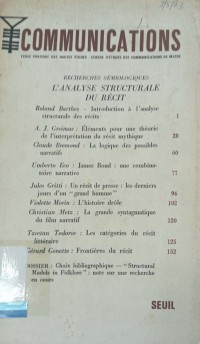 COMMUNICATIONS
ÉCOLE PRATIQUE DES HAUTES ÉTUDES - CENTRE D'ÉTUDES DES COMMUNICATIONS DE MASSE
RECHERCHES SÉMIOLOGIQUES
L'ANALYSE STRUCTURALE
DU RÉCIT
Roland Barthes : Introduction à l'analyse
structurale des récits 1
A. J. Greimas : Éléments pour une théorie
de l'interprétation du récit mythique 28
Claude Bremond : La logique des possibles
narratifs 60
Umberto Eco : James Bond : une combina-
toire narrative 77
Jules Gritti : Un récit de presse : les derniers
jours d'un "grand homme" 94
Violette Morin : L'histoire drôle 102
Christian Metz : La grande syntagmatique
du film narratif 120
Tzvetan Todorov : Les catégories du récit
littéraire 125
Gérard Genette : Frontières du récit 152
DOSSIER : Choix bibliographique — "Structural
Models in Folklore" : note sur une recherche
en cours
SEUIL